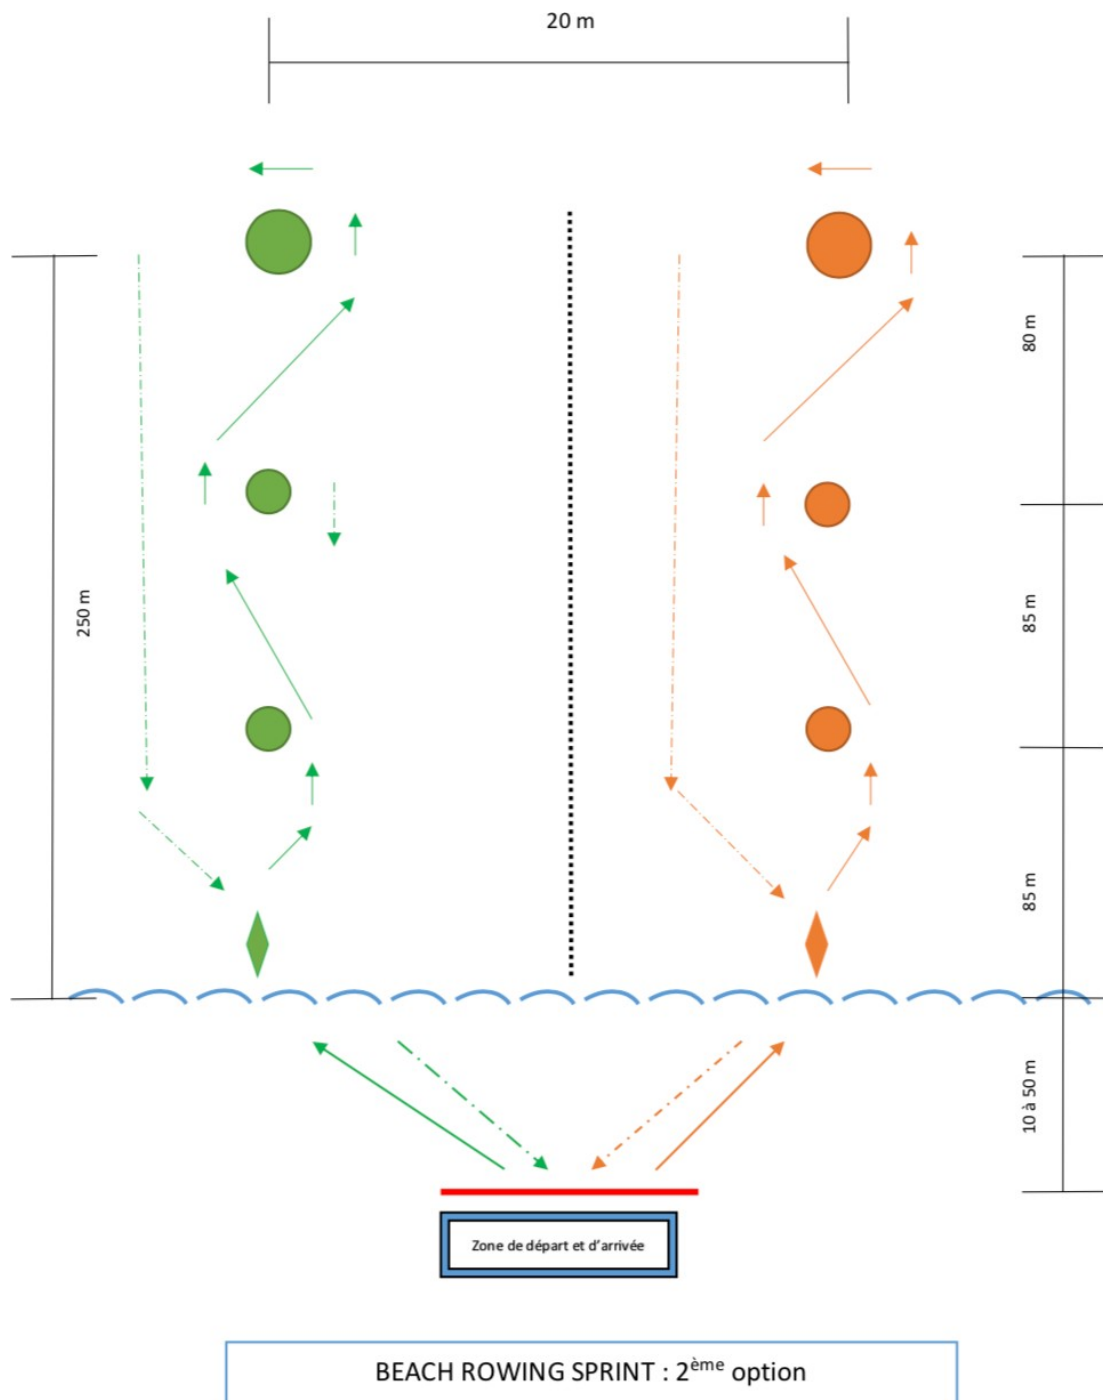 20 m
80 m
250 m
85 m
85 m
10 à 50 m
Zone de départ et d'arrivée
BEACH ROWING SPRINT : 2ème option